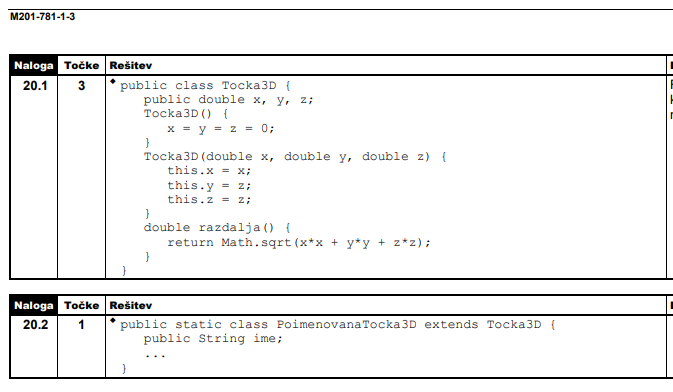 M201-781-1-3
Naloga Točke Rešitev
20.1 3 ♦ public class Tocka3D {
public double x, y, z;
Tocka3D() {
x = y = z = 0;
}
Tocka3D(double x, double y, double z) {
this.x = x;
this.y = z;
this.z = z;
}
double razdalja() {
return Math.sqrt(x*x + y*y + z*z);
}
}
Naloga Točke Rešitev
20.2 1 ♦ public static class PoimenovanaTocka3D extends Tocka3D {
public String ime;
...
}